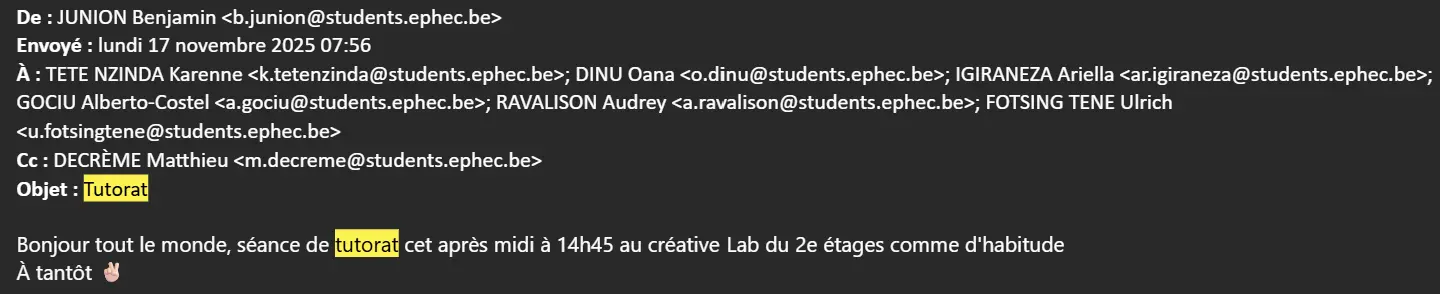 De : JUNION Benjamin <b.junion@students.ephec.be>
Envoyé : lundi 17 novembre 2025 07:56
À : TETE NZINDA Karenne <k.tetenzinda@students.ephec.be>; DINU Oana <o.dinu@students.ephec.be>; IGIRANEZA Ariella <ar.igiraneza@students.ephec.be>;
GOCIU Alberto-Costel <a.gociu@students.ephec.be>; RAVALISON Audrey <a.ravalison@students.ephec.be>; FOTSING TENE Ulrich
<u.fotsingtene@students.ephec.be>
Cc : DECRÈME Matthieu <m.decreme@students.ephec.be>
Objet : Tutorat
Bonjour tout le monde, séance de tutorat cet après midi à 14h45 au créative Lab du 2e étages comme d'habitude
À tantôt ✌🏻